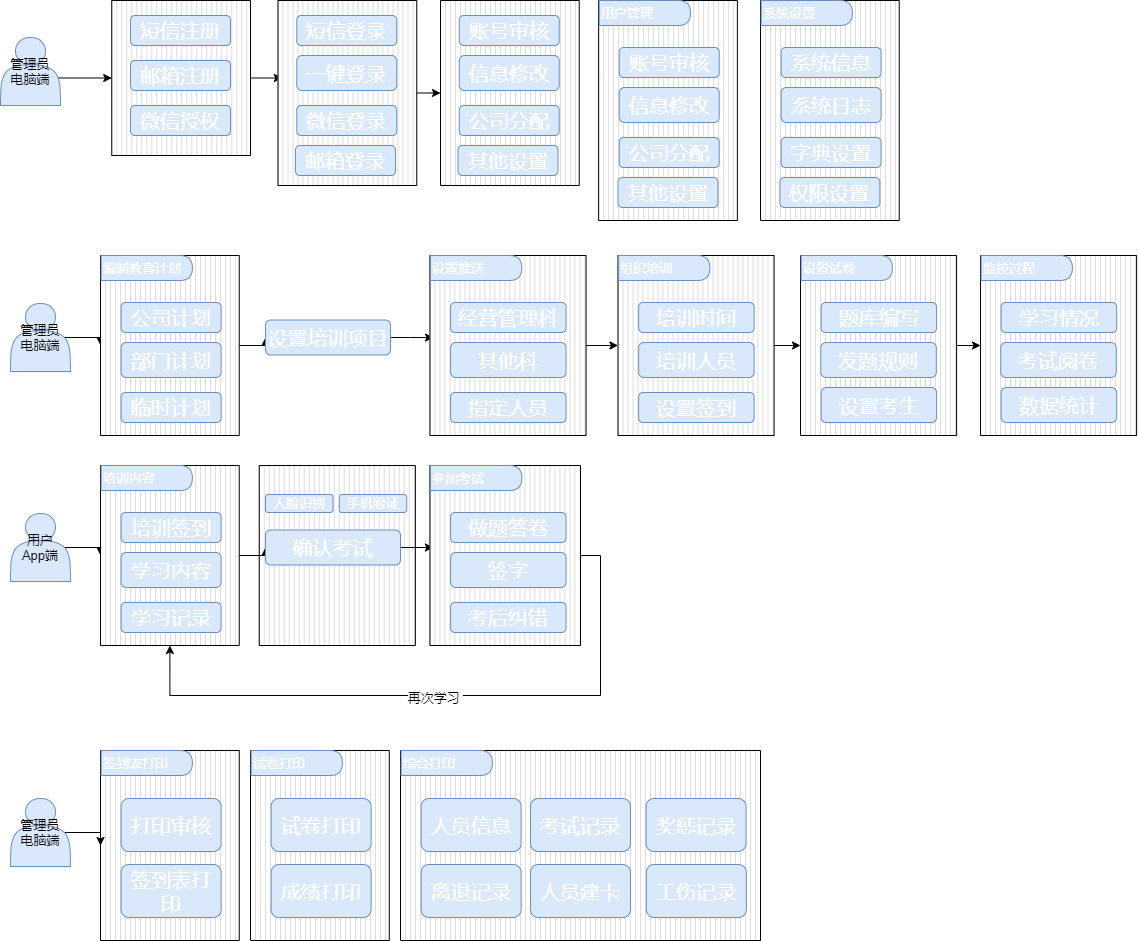 管理员
电脑端
短信注册
邮箱注册
微信授权
短信登录
一键登录
微信登录
邮箱登录
账号审核
信息修改
公司分配
其他设置
用户管理
账号审核
信息修改
公司分配
其他设置
系统设置
系统信息
系统日志
字典设置
权限设置
管理员
电脑端
编制教育计划
公司计划
部门计划
临时计划
设置培训项目
设置推送
经营管理科
其他科
指定人员
组织培训
培训时间
培训人员
设置签到
设置试卷
题库编写
发题规则
设置考生
监控过程
学习情况
考试阅卷
数据统计
用户
App端
培训内容
培训签到
学习内容
学习记录
人脸识别
手机验证
确认考试
参加考试
做题答卷
签字
考后纠错
再次学习
管理员
电脑端
签到表打印
打印审核
签到表打
印
试卷打印
试卷打印
成绩打印
综合打印
人员信息
考试记录
奖惩记录
离退记录
人员建卡
工伤记录